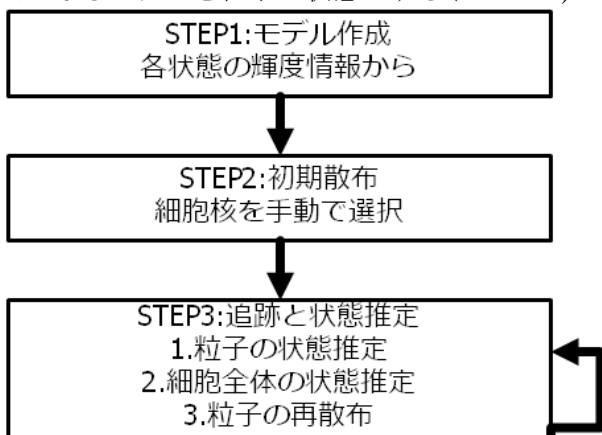 STEP1:モデル作成
各状態の輝度情報から
STEP2:初期散布
細胞核を手動で選択
STEP3:追跡と状態推定
1.粒子の状態推定
2.細胞全体の状態推定
3.粒子の再散布